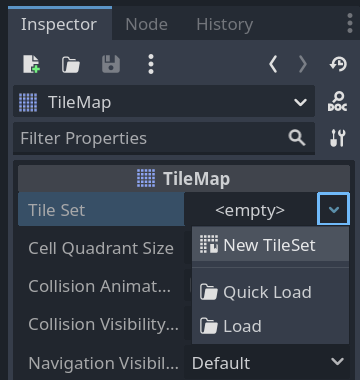 Inspector Node History
TileMap
DOC
Filter Properties
TileMap
Tile Set <empty>
New TileSet
Cell Quadrant Size
Collision Animat...
Quick Load
Collision Visibility...
Load
Navigation Visibil... Default